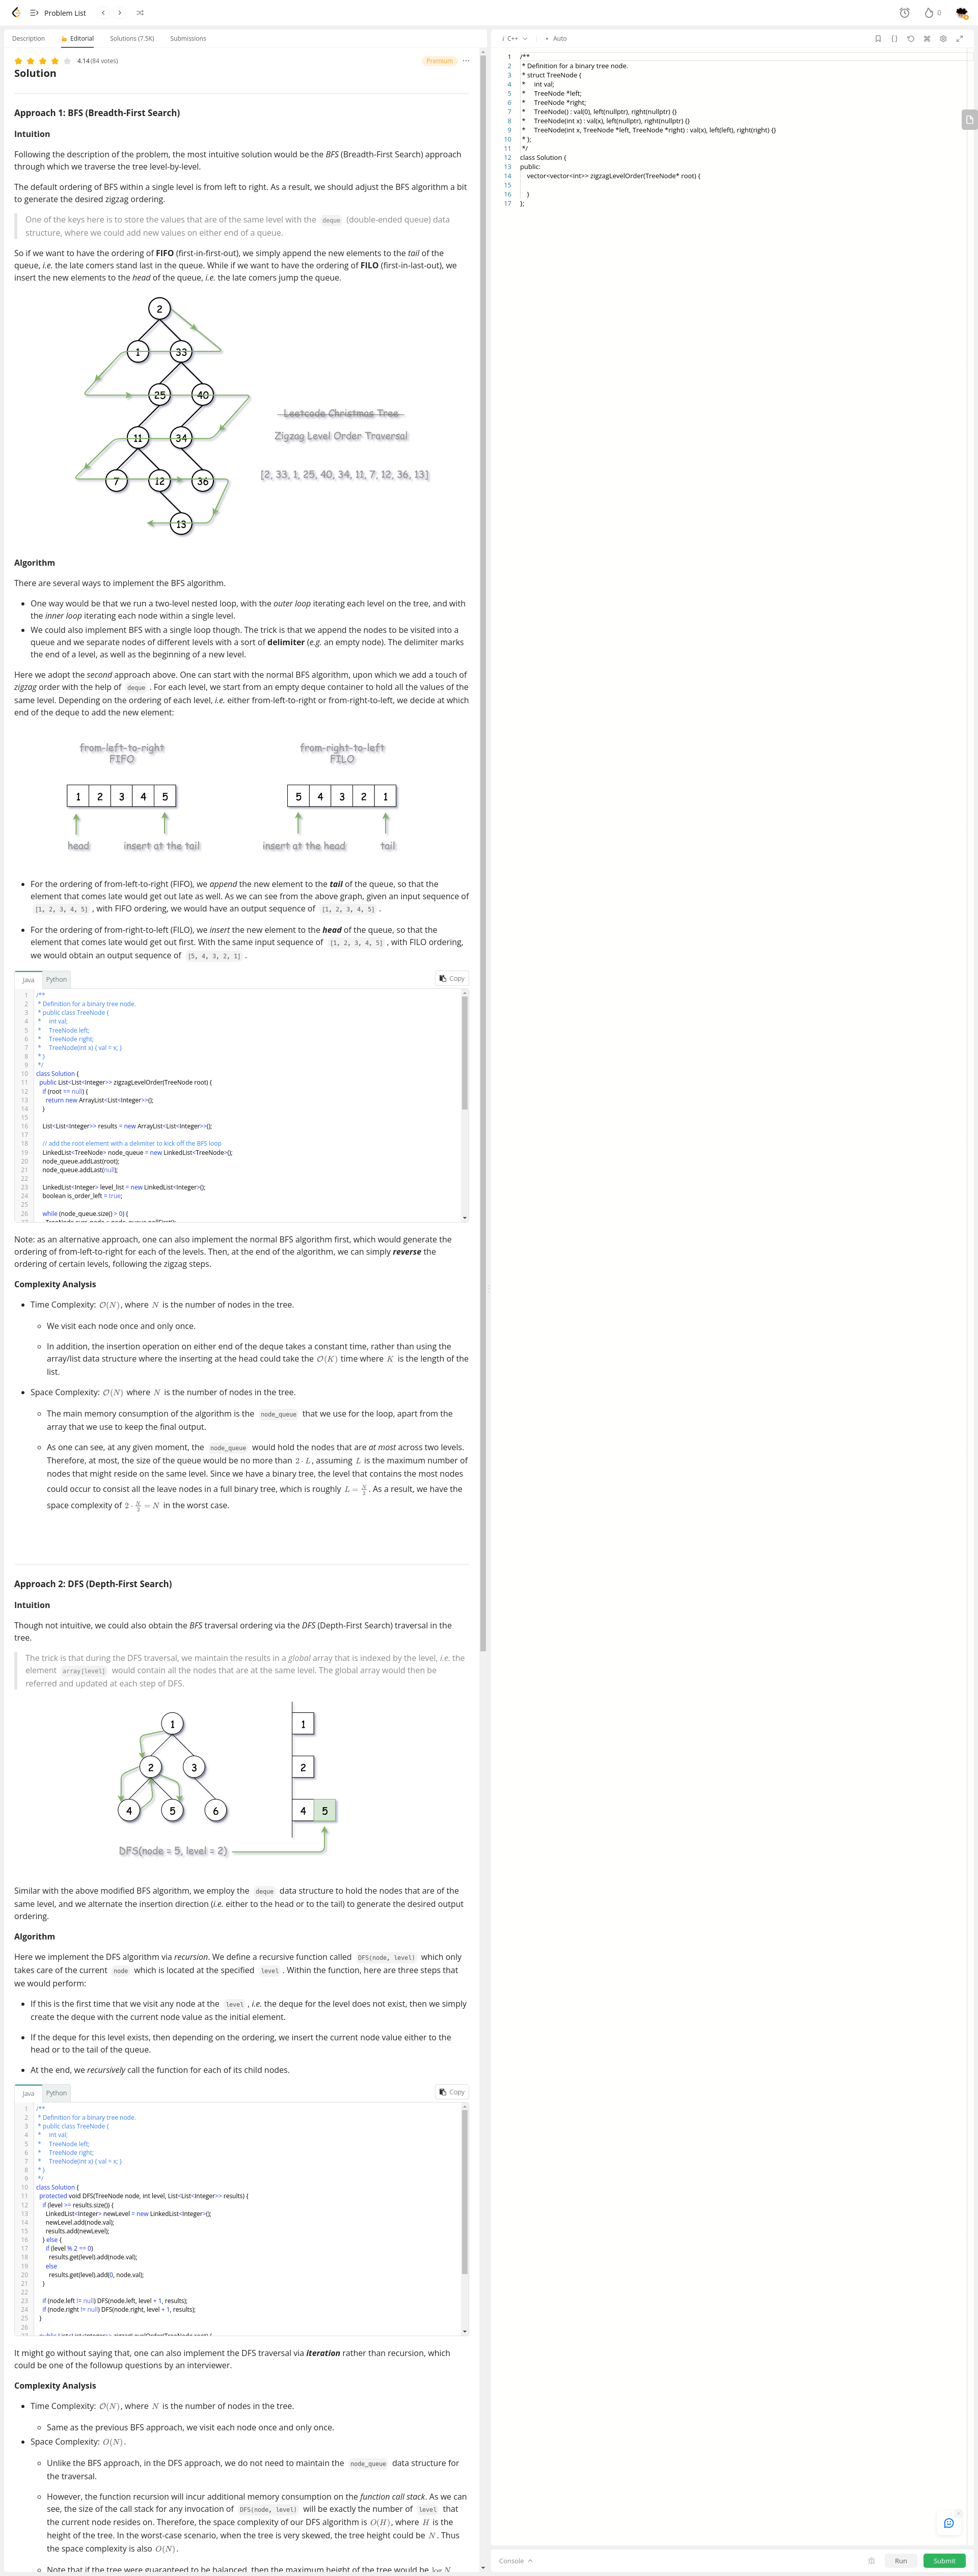 Problem List
0
Description
Editorial
Solutions (7.5K)
Submissions
4.14 (84 votes)
Premium
Solution
Approach 1: BFS (Breadth-First Search)
Intuition
Following the description of the problem, the most intuitive solution would be the BFS (Breadth-First Search) approach
through which we traverse the tree level-by-level.
The default ordering of BFS within a single level is from left to right. As a result, we should adjust the BFS algorithm a bit
to generate the desired zigzag ordering.
One of the keys here is to store the values that are of the same level with the deque (double-ended queue) data
structure, where we could add new values on either end of a queue.
So if we want to have the ordering of FIFO (first-in-first-out), we simply append the new elements to the tail of the
queue, i.e. the late comers stand last in the queue. While if we want to have the ordering of FILO (first-in-last-out), we
insert the new elements to the head of the queue, i.e. the late comers jump the queue.
2
1 33
25 40
Leetcode Christmas Tree
11 34
Zigzag Level Order Traversal
7 12 36
[2, 33, 1, 25, 40, 34, 11, 7, 12, 36, 13]
13
Algorithm
There are several ways to implement the BFS algorithm.
• One way would be that we run a two-level nested loop, with the outer loop iterating each level on the tree, and with
the inner loop iterating each node within a single level.
• We could also implement BFS with a single loop though. The trick is that we append the nodes to be visited into a
queue and we separate nodes of different levels with a sort of delimiter (e.g. an empty node). The delimiter marks
the end of a level, as well as the beginning of a new level.
Here we adopt the second approach above. One can start with the normal BFS algorithm, upon which we add a touch of
zigzag order with the help of deque . For each level, we start from an empty deque container to hold all the values of the
same level. Depending on the ordering of each level, i.e. either from-left-to-right or from-right-to-left, we decide at which
end of the deque to add the new element:
from-left-to-right
FIFO
1 2 3 4 5
head insert at the tail
from-right-to-left
FILO
5 4 3 2 1
insert at the head tail
• For the ordering of from-left-to-right (FIFO), we append the new element to the tail of the queue, so that the
element that comes late would get out late as well. As we can see from the above graph, given an input sequence of
[1, 2, 3, 4, 5] , with FIFO ordering, we would have an output sequence of [1, 2, 3, 4, 5] .
• For the ordering of from-right-to-left (FILO), we insert the new element to the head of the queue, so that the
element that comes late would get out first. With the same input sequence of [1, 2, 3, 4, 5] , with FILO ordering,
we would obtain an output sequence of [5, 4, 3, 2, 1] .
Java Python Copy
1 /**
2 * Definition for a binary tree node.
3 * public class TreeNode {
4 * int val;
5 * TreeNode left;
6 * TreeNode right;
7 * TreeNode(int x) { val = x; }
8 * }
9 */
10 class Solution {
11 public List<List<Integer>> zigzagLevelOrder(TreeNode root) {
12 if (root == null) {
13 return new ArrayList<List<Integer>>();
14 }
15
16 List<List<Integer>> results = new ArrayList<List<Integer>>();
17
18 // add the root element with a delimiter to kick off the BFS loop
19 LinkedList<TreeNode> node_queue = new LinkedList<TreeNode>();
20 node_queue.addLast(root);
21 node_queue.addLast(null);
22
23 LinkedList<Integer> level_list = new LinkedList<Integer>();
24 boolean is_order_left = true;
25
26 while (node_queue.size() > 0) {
Note: as an alternative approach, one can also implement the normal BFS algorithm first, which would generate the
ordering of from-left-to-right for each of the levels. Then, at the end of the algorithm, we can simply reverse the
ordering of certain levels, following the zigzag steps.
Complexity Analysis
• Time Complexity: O(N), where N is the number of nodes in the tree.
◦ We visit each node once and only once.
◦ In addition, the insertion operation on either end of the deque takes a constant time, rather than using the
array/list data structure where the inserting at the head could take the O(K) time where K is the length of the
list.
• Space Complexity: O(N) where N is the number of nodes in the tree.
◦ The main memory consumption of the algorithm is the node_queue that we use for the loop, apart from the
array that we use to keep the final output.
◦ As one can see, at any given moment, the node_queue would hold the nodes that are at most across two levels.
Therefore, at most, the size of the queue would be no more than 2 · L, assuming L is the maximum number of
nodes that might reside on the same level. Since we have a binary tree, the level that contains the most nodes
could occur to consist all the leave nodes in a full binary tree, which is roughly L = N/2. As a result, we have the
space complexity of 2 · N/2 = N in the worst case.
Approach 2: DFS (Depth-First Search)
Intuition
Though not intuitive, we could also obtain the BFS traversal ordering via the DFS (Depth-First Search) traversal in the
tree.
The trick is that during the DFS traversal, we maintain the results in a global array that is indexed by the level, i.e. the
element array[level] would contain all the nodes that are at the same level. The global array would then be
referred and updated at each step of DFS.
1
2 3
4 5 6
1
2
4 5
DFS(node = 5, level = 2)
Similar with the above modified BFS algorithm, we employ the deque data structure to hold the nodes that are of the
same level, and we alternate the insertion direction (i.e. either to the head or to the tail) to generate the desired output
ordering.
Algorithm
Here we implement the DFS algorithm via recursion. We define a recursive function called DFS(node, level) which only
takes care of the current node which is located at the specified level . Within the function, here are three steps that
we would perform:
• If this is the first time that we visit any node at the level , i.e. the deque for the level does not exist, then we simply
create the deque with the current node value as the initial element.
• If the deque for this level exists, then depending on the ordering, we insert the current node value either to the
head or to the tail of the queue.
• At the end, we recursively call the function for each of its child nodes.
Java Python Copy
1 /**
2 * Definition for a binary tree node.
3 * public class TreeNode {
4 * int val;
5 * TreeNode left;
6 * TreeNode right;
7 * TreeNode(int x) { val = x; }
8 * }
9 */
10 class Solution {
11 protected void DFS(TreeNode node, int level, List<List<Integer>> results) {
12 if (level >= results.size()) {
13 LinkedList<Integer> newLevel = new LinkedList<Integer>();
14 newLevel.add(node.val);
15 results.add(newLevel);
16 } else {
17 if (level % 2 == 0)
18 results.get(level).add(node.val);
19 else
20 results.get(level).add(0, node.val);
21 }
22
23 if (node.left != null) DFS(node.left, level + 1, results);
24 if (node.right != null) DFS(node.right, level + 1, results);
25 }
26
It might go without saying that, one can also implement the DFS traversal via iteration rather than recursion, which
could be one of the followup questions by an interviewer.
Complexity Analysis
• Time Complexity: O(N), where N is the number of nodes in the tree.
◦ Same as the previous BFS approach, we visit each node once and only once.
• Space Complexity: O(N).
◦ Unlike the BFS approach, in the DFS approach, we do not need to maintain the node_queue data structure for
the traversal.
◦ However, the function recursion will incur additional memory consumption on the function call stack. As we can
see, the size of the call stack for any invocation of DFS(node, level) will be exactly the number of level that
the current node resides on. Therefore, the space complexity of our DFS algorithm is O(H), where H is the
height of the tree. In the worst-case scenario, when the tree is very skewed, the tree height could be N. Thus
the space complexity is also O(N).
◦ Note that if the tree were guaranteed to be balanced, then the maximum height of the tree would be log N
i C++
• Auto
1 /**
2 * Definition for a binary tree node.
3 * struct TreeNode {
4 * int val;
5 * TreeNode *left;
6 * TreeNode *right;
7 * TreeNode() : val(0), left(nullptr), right(nullptr) {}
8 * TreeNode(int x) : val(x), left(nullptr), right(nullptr) {}
9 * TreeNode(int x, TreeNode *left, TreeNode *right) : val(x), left(left), right(right) {}
10 * };
11 */
12 class Solution {
13 public:
14 vector<vector<int>> zigzagLevelOrder(TreeNode* root) {
15
16 }
17 };
Console
Run
Submit